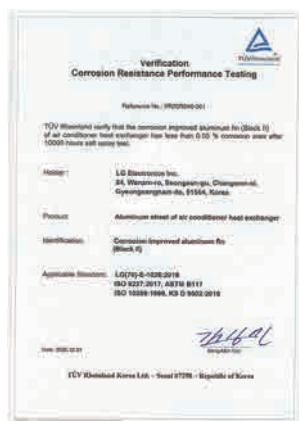 TÜVRheinland
Verification
Corrosion Resistance Performance Testing
Reference No.:
TÜV Rheinland verify that the corrosion improved aluminum fin (Black fi)
of air conditioner heat exchanger has less than 0.05 % corrosion area after
10000 hours salt spray test.
Holder :
LG Electronics Inc.
84, Wanam-ro, Seongsan-gu, Changwon-si,
Gyeongsangnam-do, 51554, Korea
Product
Aluminum sheet of air conditioner heat exchanger
Identification:
Corrosion improved aluminum fin
(Black fi)
Applicable Standard:
ISO 9227:2017, ASTM B117
TÜV Rheinland Korea Ltd. – Seoul 07298 – Republic of Korea